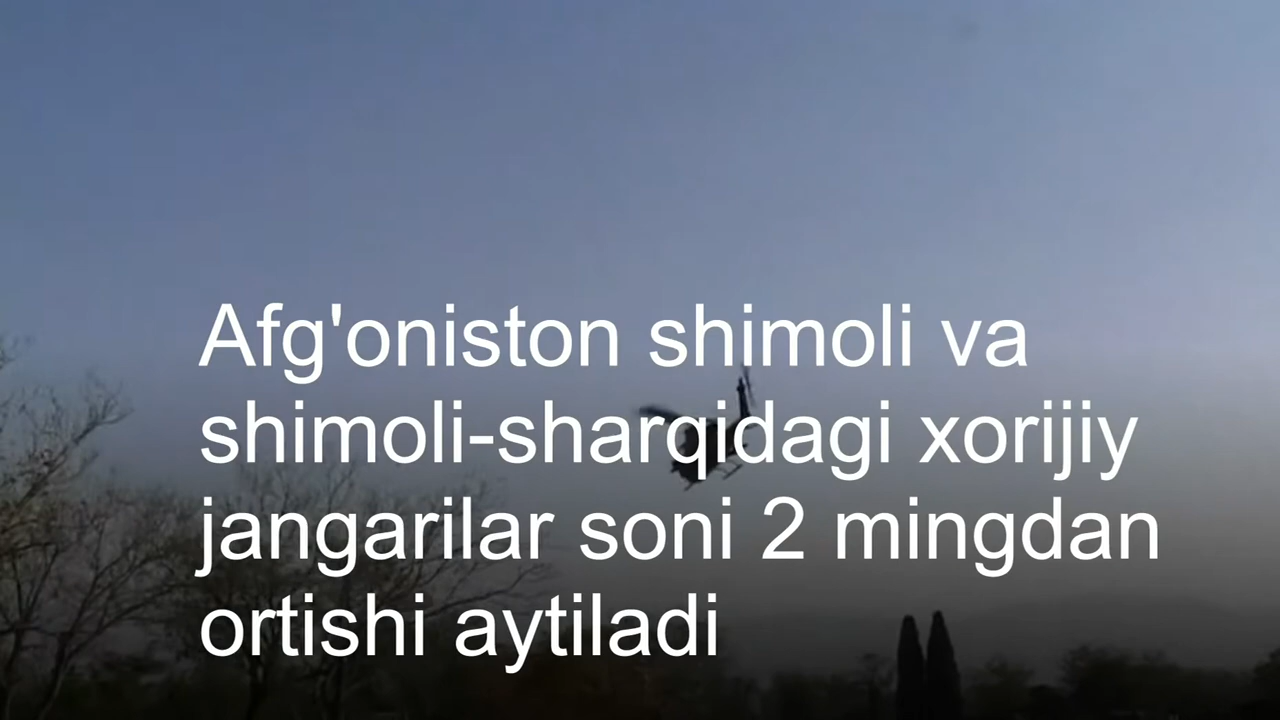 Afg'oniston shimoli va
shimoli-sharqidagi xorijiy
jangarilar soni 2 mingdan
ortishi aytiladi